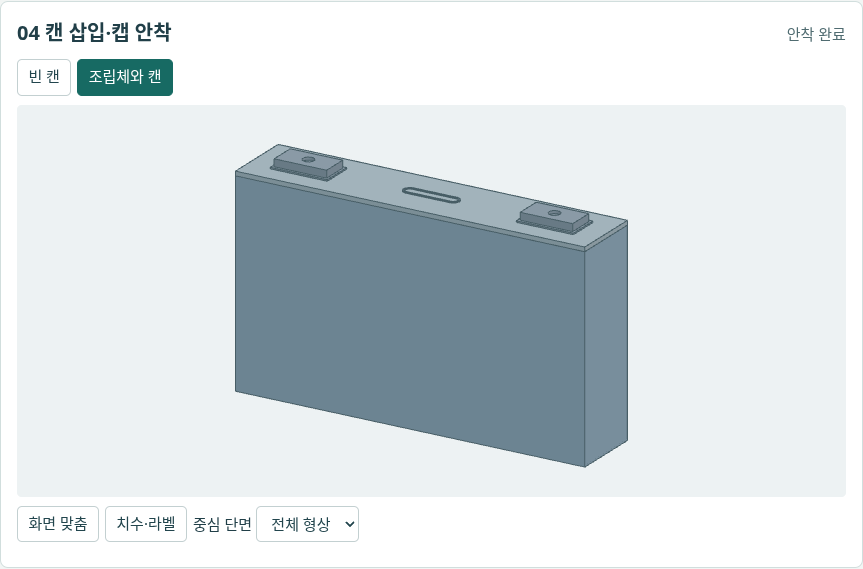 04 캔 삽입·캡 안착
안착 완료
빈 캔
조립체와 캔
화면 맞춤
치수·라벨
중심 단면
전체 형상